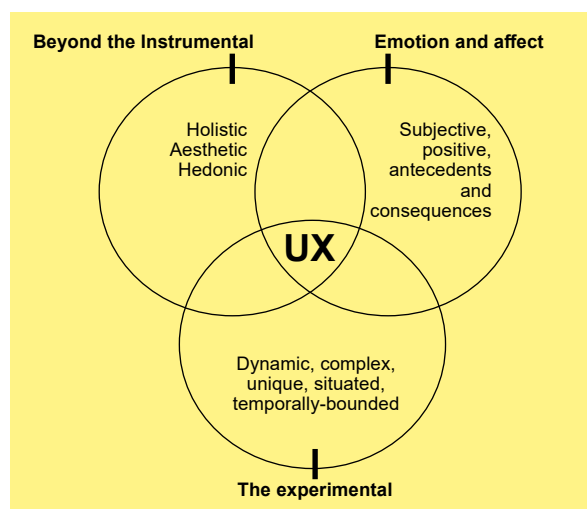 Beyond the Instrumental
Emotion and affect
Holistic
Aesthetic
Hedonic
Subjective,
positive,
antecedents
and
consequences
UX
Dynamic, complex,
unique, situated,
temporally-bounded
The experimental